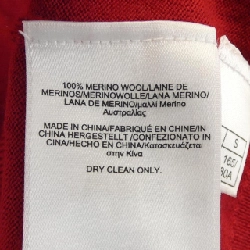 100% MERINO WOOL/LAINE DE
MERINOS/MERINOWOLLE/LANA MERINO/
LANA DE MERINO/μαλλί Merino
Αυστραλίας
MADE IN CHINA/FABRIQUÉ EN CHINE/IN
CHINA HERGESTELLT /CONFEZIONATO IN
CINA/HECHO EN CHINA/Κατασκευάζεται
στην Κίνα
DRY CLEAN ONLY.
S
165/
80A